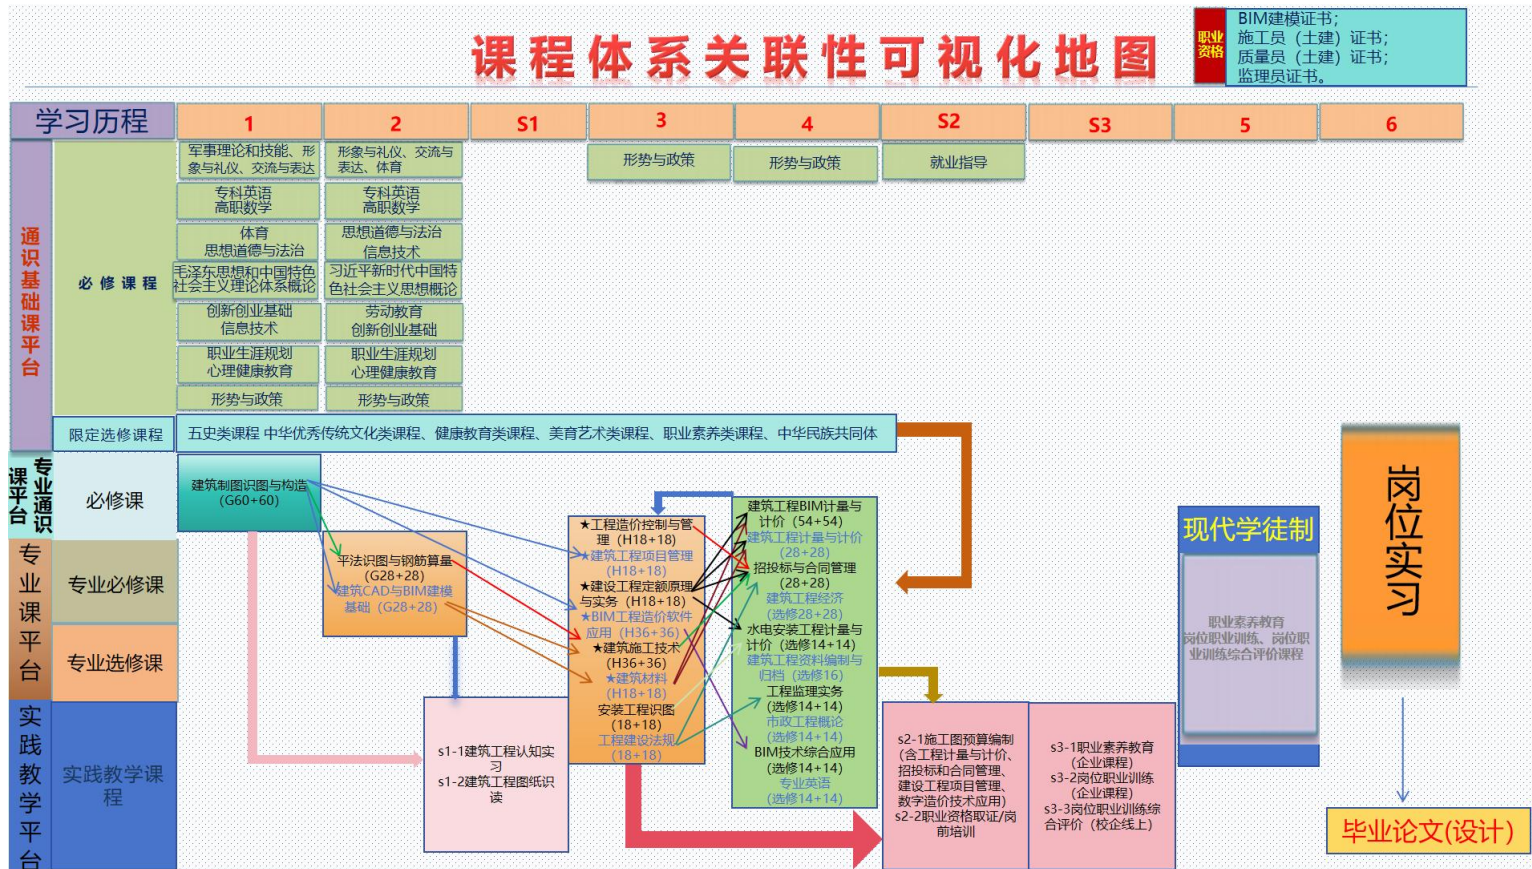 课程体系关联性可视化地图
职业
资格
BIM建模证书；
施工员（土建）证书；
质量员（土建）证书；
监理员证书。
学习历程
1
2
S1
3
4
S2
S3
5
6
通识基础课平台
必修课程
军事理论和技能、形
象与礼仪、交流与表达
形象与礼仪、交流与
表达、体育
形势与政策
形势与政策
就业指导
专科英语
高职数学
专科英语
高职数学
体育
思想道德与法治
思想道德与法治
信息技术
毛泽东思想和中国特色
社会主义理论体系概论
习近平新时代中国特
色社会主义思想概论
创新创业基础
信息技术
劳动教育
创新创业基础
职业生涯规划
心理健康教育
职业生涯规划
心理健康教育
形势与政策
形势与政策
限定选修课程
五史类课程 中华优秀传统文化类课程、健康教育类课程、美育艺术类课程、职业素养类课程、中华民族共同体
专业通识
课平台
必修课
建筑制图识图与构造
（G60+60）
专业课平台
专业必修课
专业选修课
平法识图与钢筋算量
（G28+28）
建筑CAD与BIM建模
基础（G28+28）
★工程造价控制与管
理（H18+18）
★建筑工程项目管理
（H18+18）
★建设工程定额原理
与实务（H18+18）
★BIM工程造价软件
应用（H36+36）
★建筑施工技术
（H36+36）
★建筑材料
（H18+18）
安装工程识图
（18+18）
工程建设法规
（18+18）
建筑工程BIM计量与
计价（54+54）
建筑工程计量与计价
（28+28）
招投标与合同管理
（28+28）
建筑工程经济
（选修28+28）
水电安装工程计量与
计价（选修14+14）
建筑工程资料编制与
归档（选修16）
工程监理实务
（选修14+14）
市政工程概论
（选修14+14）
BIM技术综合应用
（选修14+14）
专业英语
（选修14+14）
实践教学平台
实践教学课
程
s1-1建筑工程认知实
习
s1-2建筑工程图纸识
读
s2-1施工图预算编制
（含工程计量与计价、
招投标和合同管理、
建设工程项目管理、
数字造价技术应用）
s2-2职业资格取证/岗
前培训
s3-1职业素养教育
（企业课程）
s3-2岗位职业训练
（企业课程）
s3-3岗位职业训练综
合评价（校企线上）
现代学徒制
职业素养教育
岗位职业训练、岗位职
业训练综合评价课程
岗位实习
毕业论文(设计)